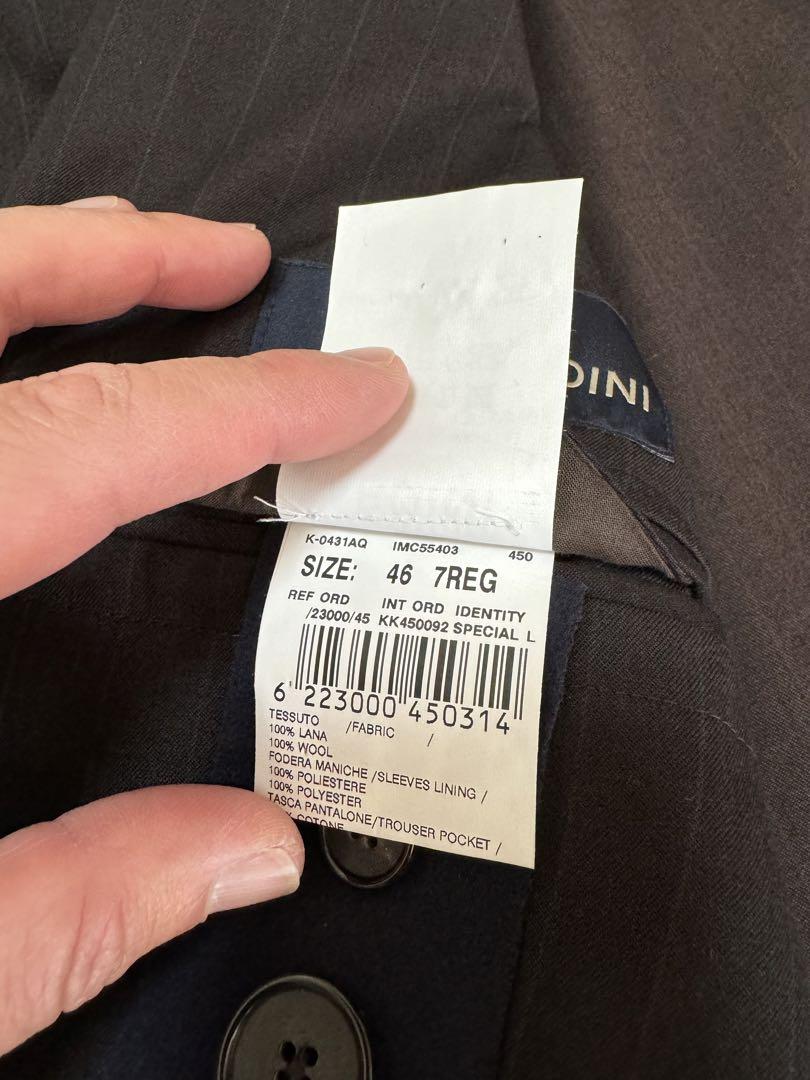 DINI
K-0431AQ IMC55403 450
SIZE: 46 7REG
REF ORD INT ORD IDENTITY
/23000/45 KK450092 SPECIAL L
6 223000 450314
TESSUTO /FABRIC /
100% LANA
100% WOOL
FODERA MANICHE /SLEEVES LINING /
100% POLIESTERE
100% POLYESTER
TASCA PANTALONE/TROUSER POCKET /
COTONE